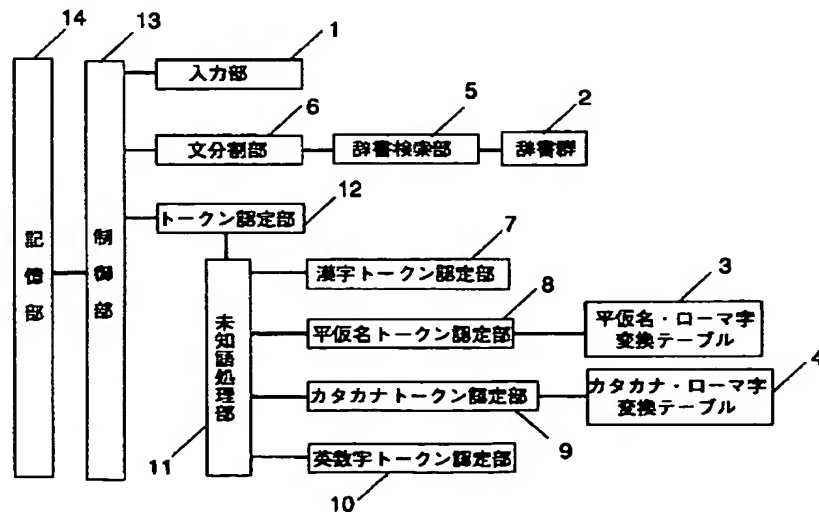 14
13
1
入力部
6
5
2
文分割部
辞書検索部
辞書群
12
トークン認定部
7
漢字トークン認定部
8
3
平仮名トークン認定部
平仮名・ローマ字
変換テーブル
4
カタカナトークン認定部
カタカナ・ローマ字
変換テーブル
9
英数字トークン認定部
10
11
未知語処理部
制御部
記憶部